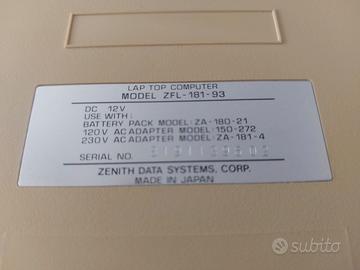 LAP TOP COMPUTER
MODEL ZFL-181-93
DC 12V
USE WITH:
BATTERY PACK MODEL: ZA-180-21
120V AC ADAPTER MODEL: 150-272
230V AC ADAPTER MODEL: ZA-181-4
SERIAL NO.
ZENITH DATA SYSTEMS, CORP.
MADE IN JAPAN
subito